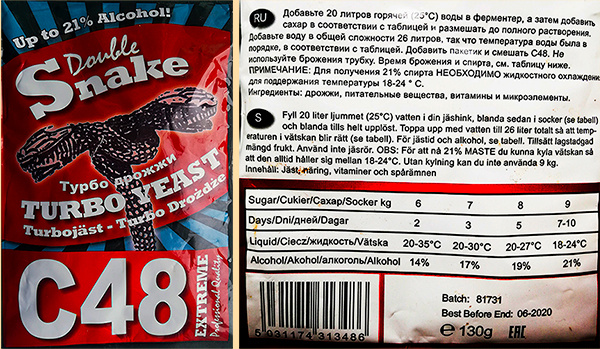 Up to 21% Alcohol!
Double
Snake
Турбо дрожжи
TURBO YEAST
Turbojäst - Turbo Drożdże
C48
EXTREME
Professional Quality
RU
Добавьте 20 литров горячей (25°C) воды в ферментер, а затем добавить
сахар в соответствии с таблицей и размешать до полного растворения.
Добавьте воду в общей сложности 26 литров, так что температура воды была в
порядке, в соответствии с таблицей. Добавить пакетик и смешать C48. Не
используйте брожения трубку. Время брожения и спирта, см. таблицу ниже.
ПРИМЕЧАНИЕ: Для получения 21% спирта НЕОБХОДИМО жидкостного охлаждени
для поддержания температуры 18-24 ° C.
Ингредиенты: дрожжи, питательные вещества, витамины и микроэлементы.
S
Fyll 20 liter ljummet (25°C) vatten i din jäshink, blanda sedan i socker (se tabell)
och blanda tills helt upplöst. Toppa upp med vatten till 26 liter totalt så att temp-
eraturen i vätskan blir rätt (se tabell). För jästid och alkohol, se tabell. Tillsätt lagstadgad
mängd frukt. Använd inte jäsrör. OBS: För att nå 21% MASTE du kunna kyla vätskan så
att den alltid håller sig mellan 18-24°C. Utan kylning kan du inte använda 9 kg.
Innehåll: Jäst, näring, vitaminer och spårämnen
Sugar/Cukier/Caxap/Socker kg 6 7 8 9
Days/Dni/дней/Dagar 2 3 5 7-10
Liquid/Ciecz/жидкость/Vätska 20-35°C 20-30°C 20-27°C 18-24°C
Alcohol/Akohol/алкоголь/Alkohol 14% 17% 19% 21%
Batch: 81731
Best Before End: 06-2020
5 031174 313486
e 130g EAC